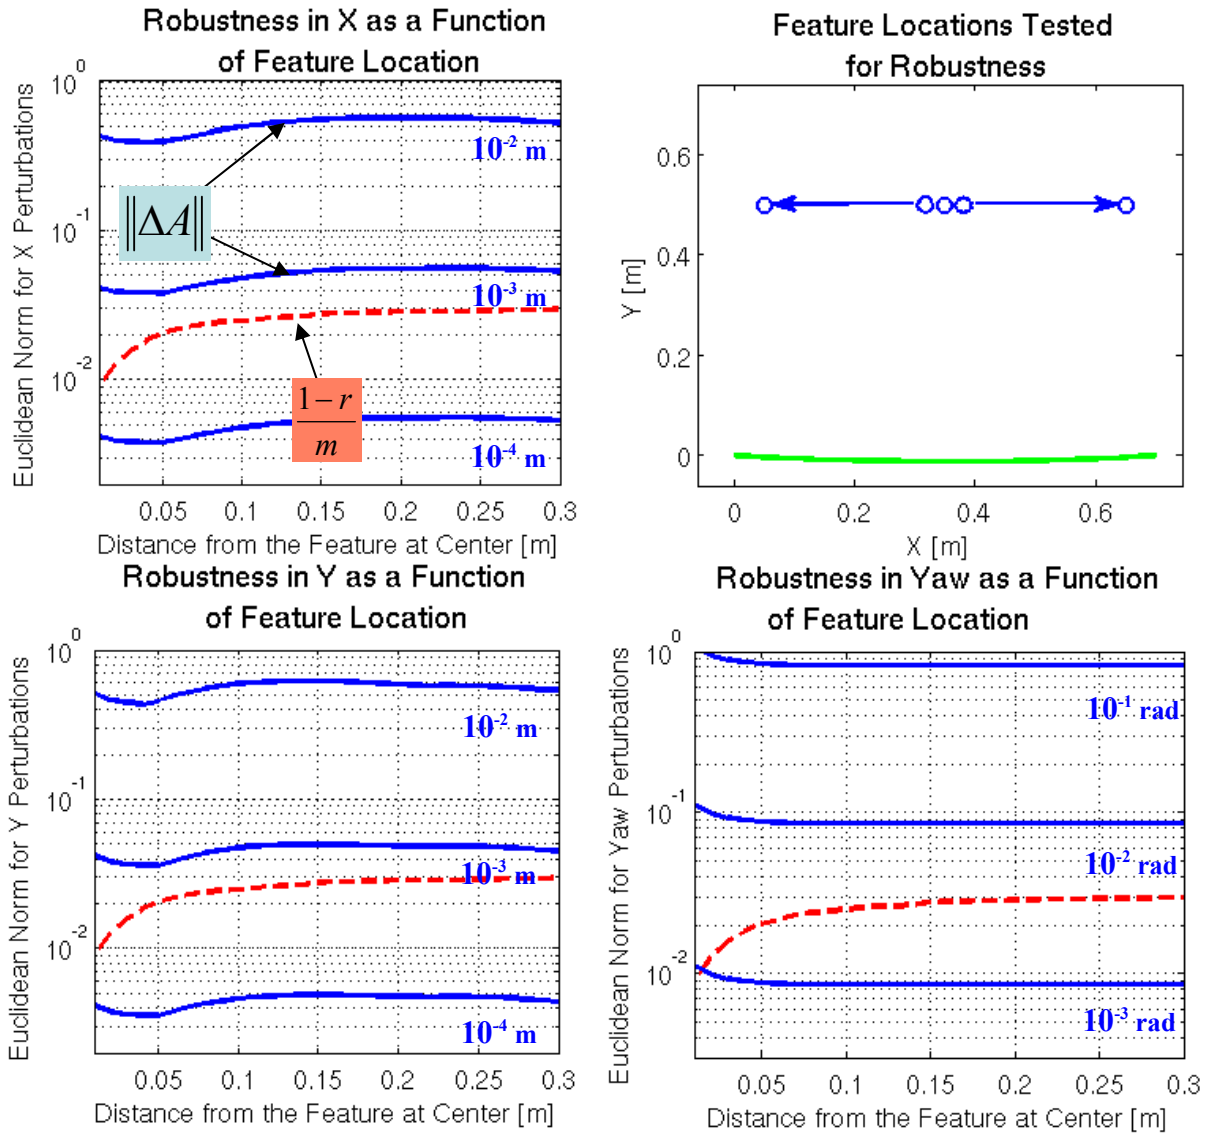 Robustness in X as a Function
of Feature Location
Euclidean Norm for X Perturbations
10^0
10^-1
10^-2
‖ΔA‖
(1 − r)/m
10^-2 m
10^-3 m
10^-4 m
0.05 0.1 0.15 0.2 0.25 0.3
Distance from the Feature at Center [m]
Feature Locations Tested
for Robustness
Y [m]
0.6
0.4
0.2
0
0 0.2 0.4 0.6
X [m]
Robustness in Y as a Function
of Feature Location
Euclidean Norm for Y Perturbations
10^0
10^-1
10^-2
10^-2 m
10^-3 m
10^-4 m
0.05 0.1 0.15 0.2 0.25 0.3
Distance from the Feature at Center [m]
Robustness in Yaw as a Function
of Feature Location
Euclidean Norm for Yaw Perturbations
10^0
10^-1
10^-2
10^-1 rad
10^-2 rad
10^-3 rad
0.05 0.1 0.15 0.2 0.25 0.3
Distance from the Feature at Center [m]